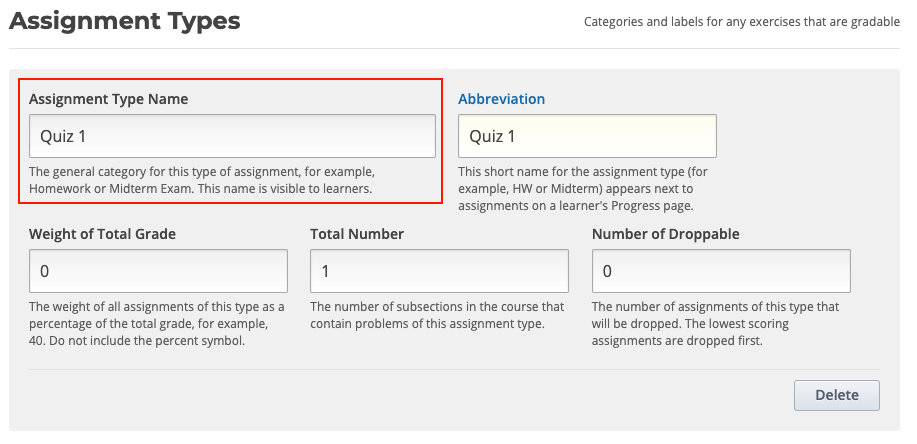 Assignment Types
Categories and labels for any exercises that are gradable
Assignment Type Name
Quiz 1
The general category for this type of assignment, for example,
Homework or Midterm Exam. This name is visible to learners.
Abbreviation
Quiz 1
This short name for the assignment type (for
example, HW or Midterm) appears next to
assignments on a learner's Progress page.
Weight of Total Grade
0
The weight of all assignments of this type as a
percentage of the total grade, for example,
40. Do not include the percent symbol.
Total Number
1
The number of subsections in the course that
contain problems of this assignment type.
Number of Droppable
0
The number of assignments of this type that
will be dropped. The lowest scoring
assignments are dropped first.
Delete